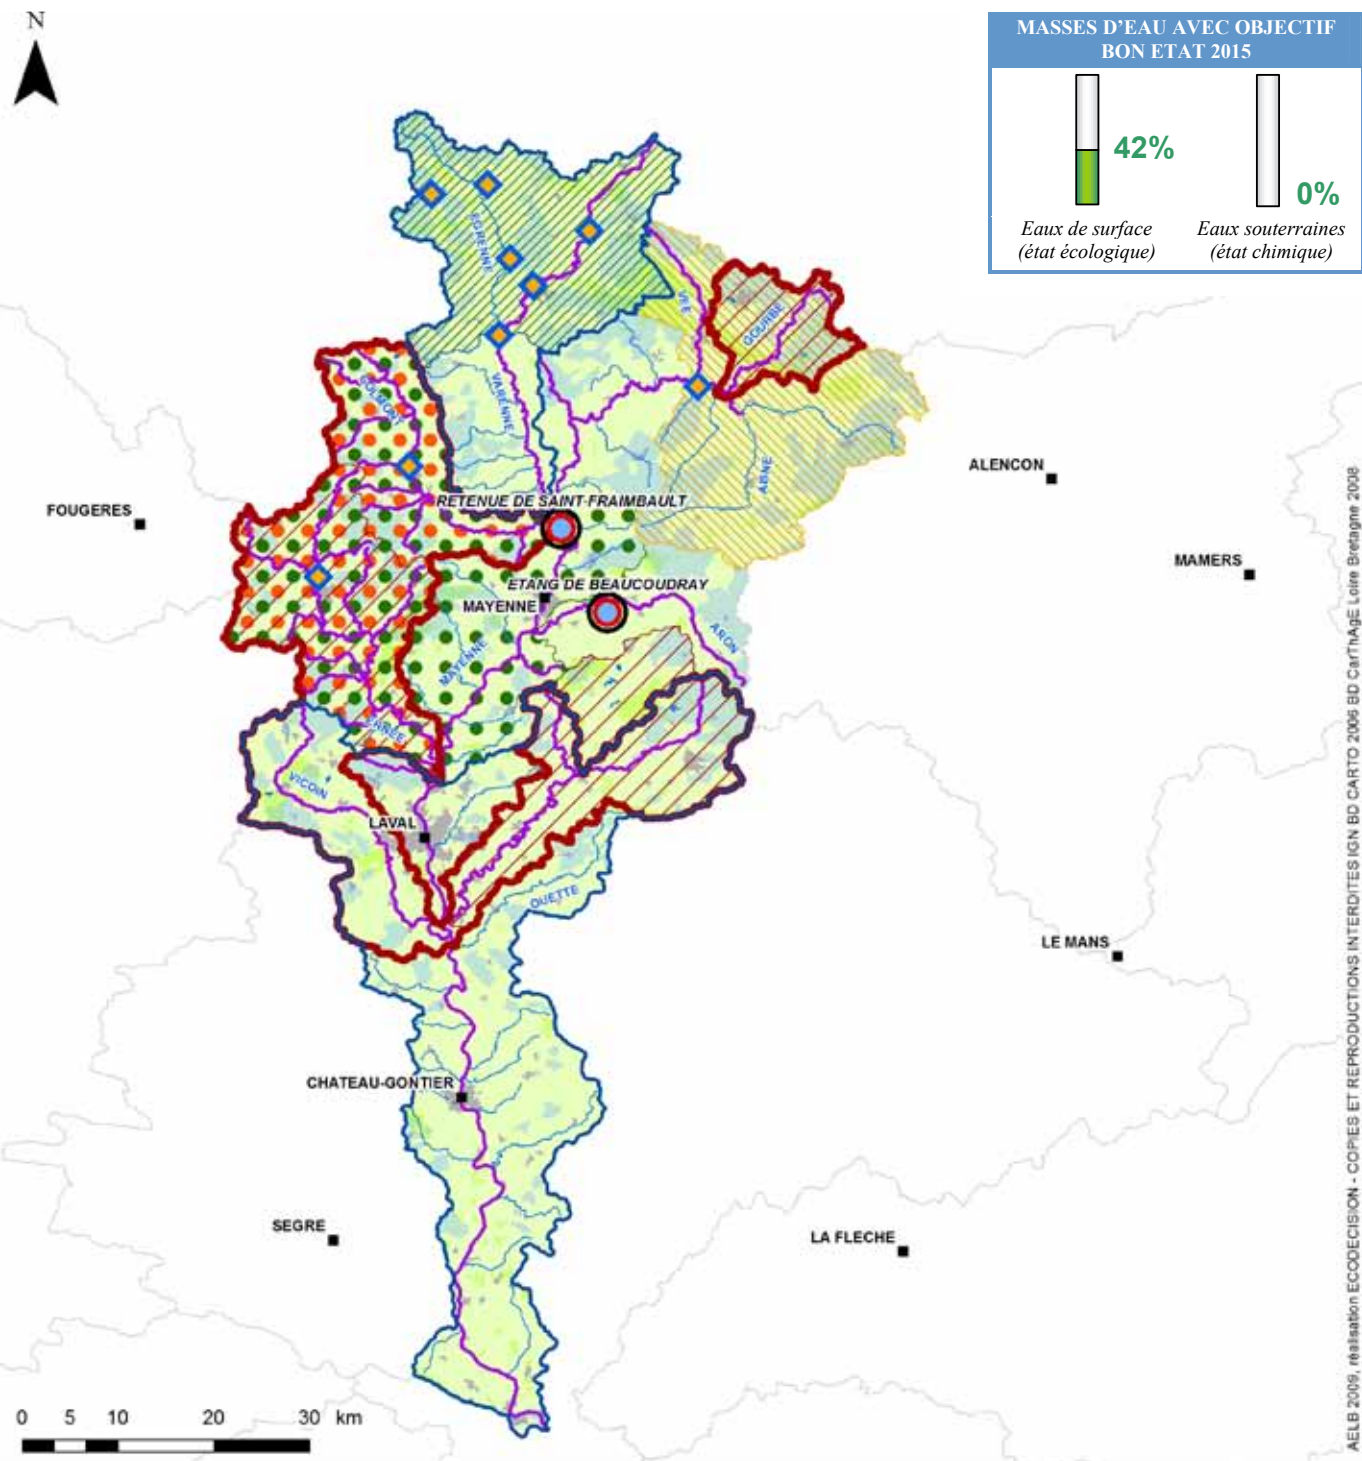 N
MASSES D'EAU AVEC OBJECTIF
BON ETAT 2015
42%
0%
Eaux de surface
(état écologique)
Eaux souterraines
(état chimique)
EGRENNE
VEE
GOURBE
VARENNE
COLMONT
AISNE
ALENCON
FOUGERES
RETENUE DE SAINT-FRAIMBAULT
MAMERS
ETANG DE BEAUCOUDRAY
MAYENNE
ARON
MAYENNE
ERNEE
VICOIN
LAVAL
OUETTE
LE MANS
CHATEAU-GONTIER
SEGRE
LA FLECHE
0 5 10 20 30 km
AELB 2009, réalisation ECODECISION - COPIES ET REPRODUCTIONS INTERDITES IGN BD CARTO 2006 BD CarThAgE Loire Bretagne 2008